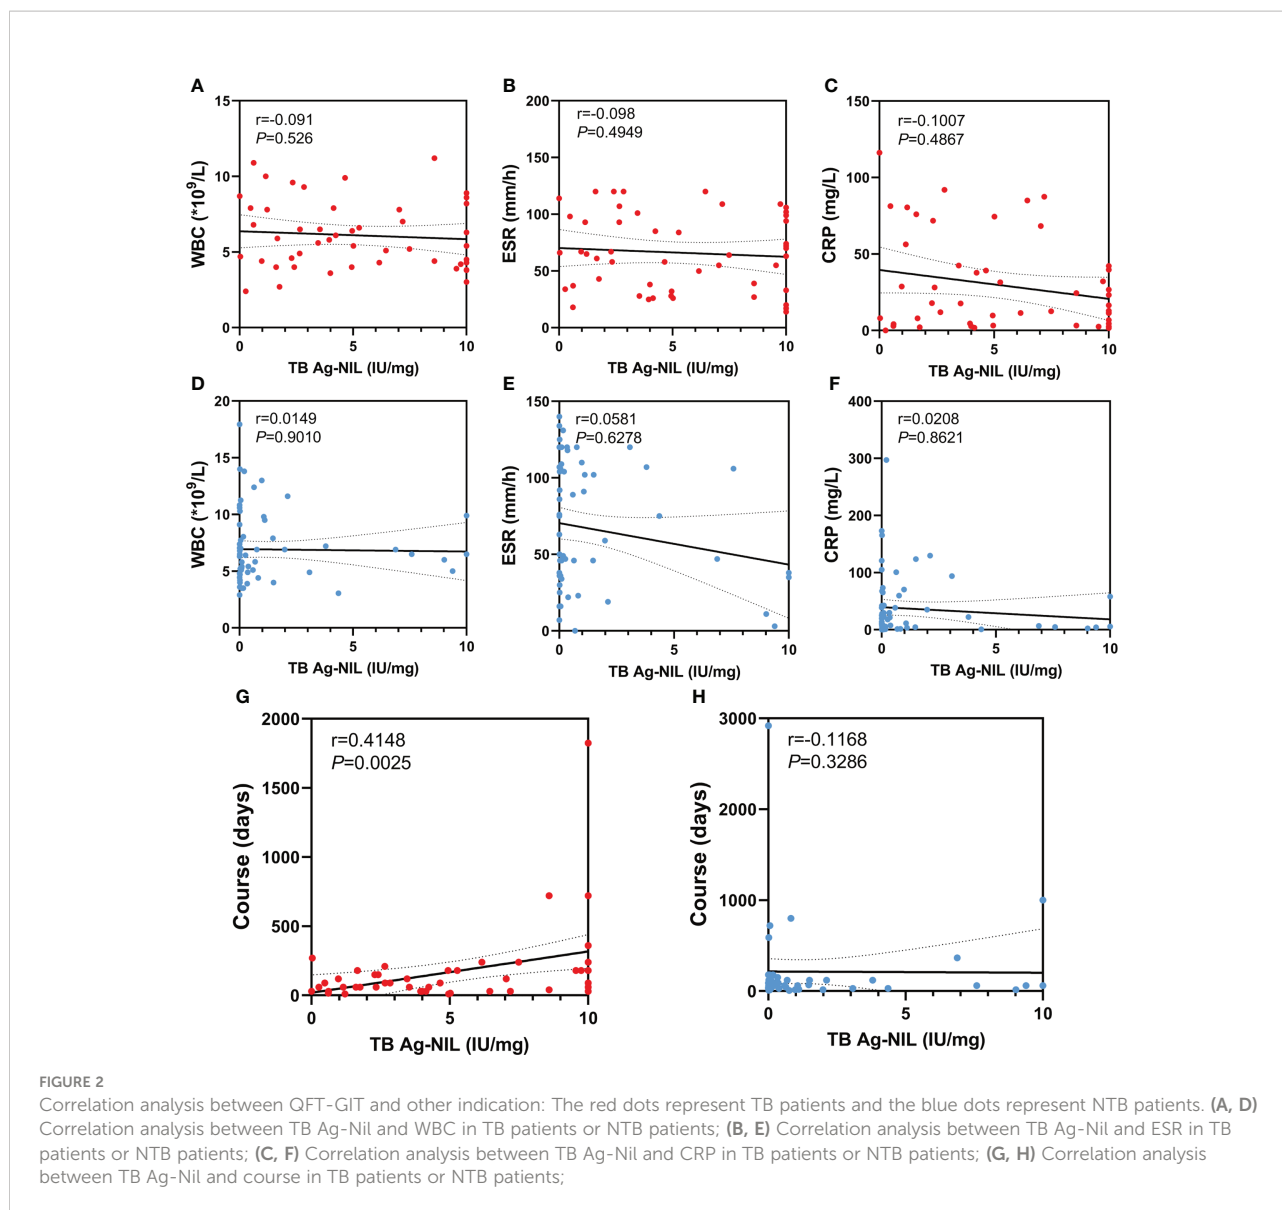 A
B
C
15
10
5
0
WBC (*10⁹/L)
r=-0.091
P=0.526
0 5 10
TB Ag-NIL (IU/mg)
200
150
100
50
0
ESR (mm/h)
r=-0.098
P=0.4949
0 5 10
TB Ag-NIL (IU/mg)
150
100
50
0
CRP (mg/L)
r=-0.1007
P=0.4867
0 5 10
TB Ag-NIL (IU/mg)
D
E
F
20
15
10
5
0
WBC (*10⁹/L)
r=0.0149
P=0.9010
0 5 10
TB Ag-NIL (IU/mg)
150
100
50
0
ESR (mm/h)
r=0.0581
P=0.6278
0 5 10
TB Ag-NIL (IU/mg)
400
300
200
100
0
CRP (mg/L)
r=0.0208
P=0.8621
0 5 10
TB Ag-NIL (IU/mg)
G
H
2000
1500
1000
500
0
Course (days)
r=0.4148
P=0.0025
0 5 10
TB Ag-NIL (IU/mg)
3000
2000
1000
0
Course (days)
r=-0.1168
P=0.3286
0 5 10
TB Ag-NIL (IU/mg)
FIGURE 2
Correlation analysis between QFT-GIT and other indication: The red dots represent TB patients and the blue dots represent NTB patients. (A, D)
Correlation analysis between TB Ag-Nil and WBC in TB patients or NTB patients; (B, E) Correlation analysis between TB Ag-Nil and ESR in TB
patients or NTB patients; (C, F) Correlation analysis between TB Ag-Nil and CRP in TB patients or NTB patients; (G, H) Correlation analysis
between TB Ag-Nil and course in TB patients or NTB patients;